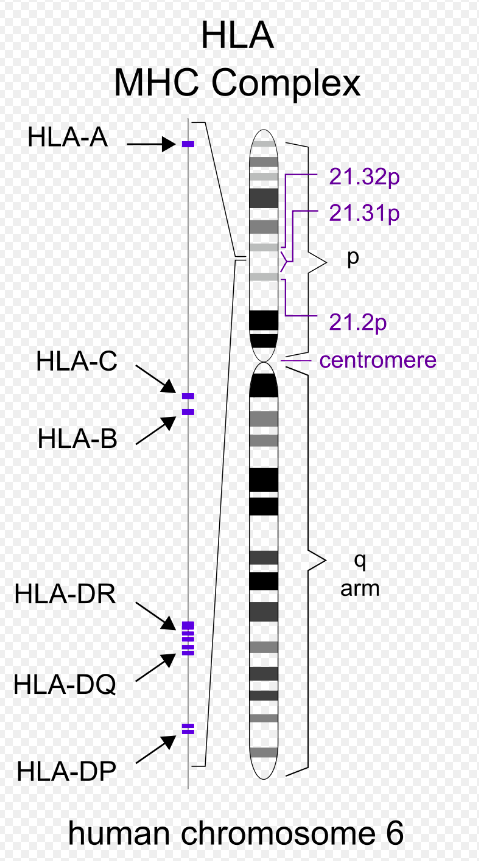 HLA
MHC Complex
HLA-A
21.32p
21.31p
p
21.2p
centromere
HLA-C
HLA-B
q
arm
HLA-DR
HLA-DQ
HLA-DP
human chromosome 6